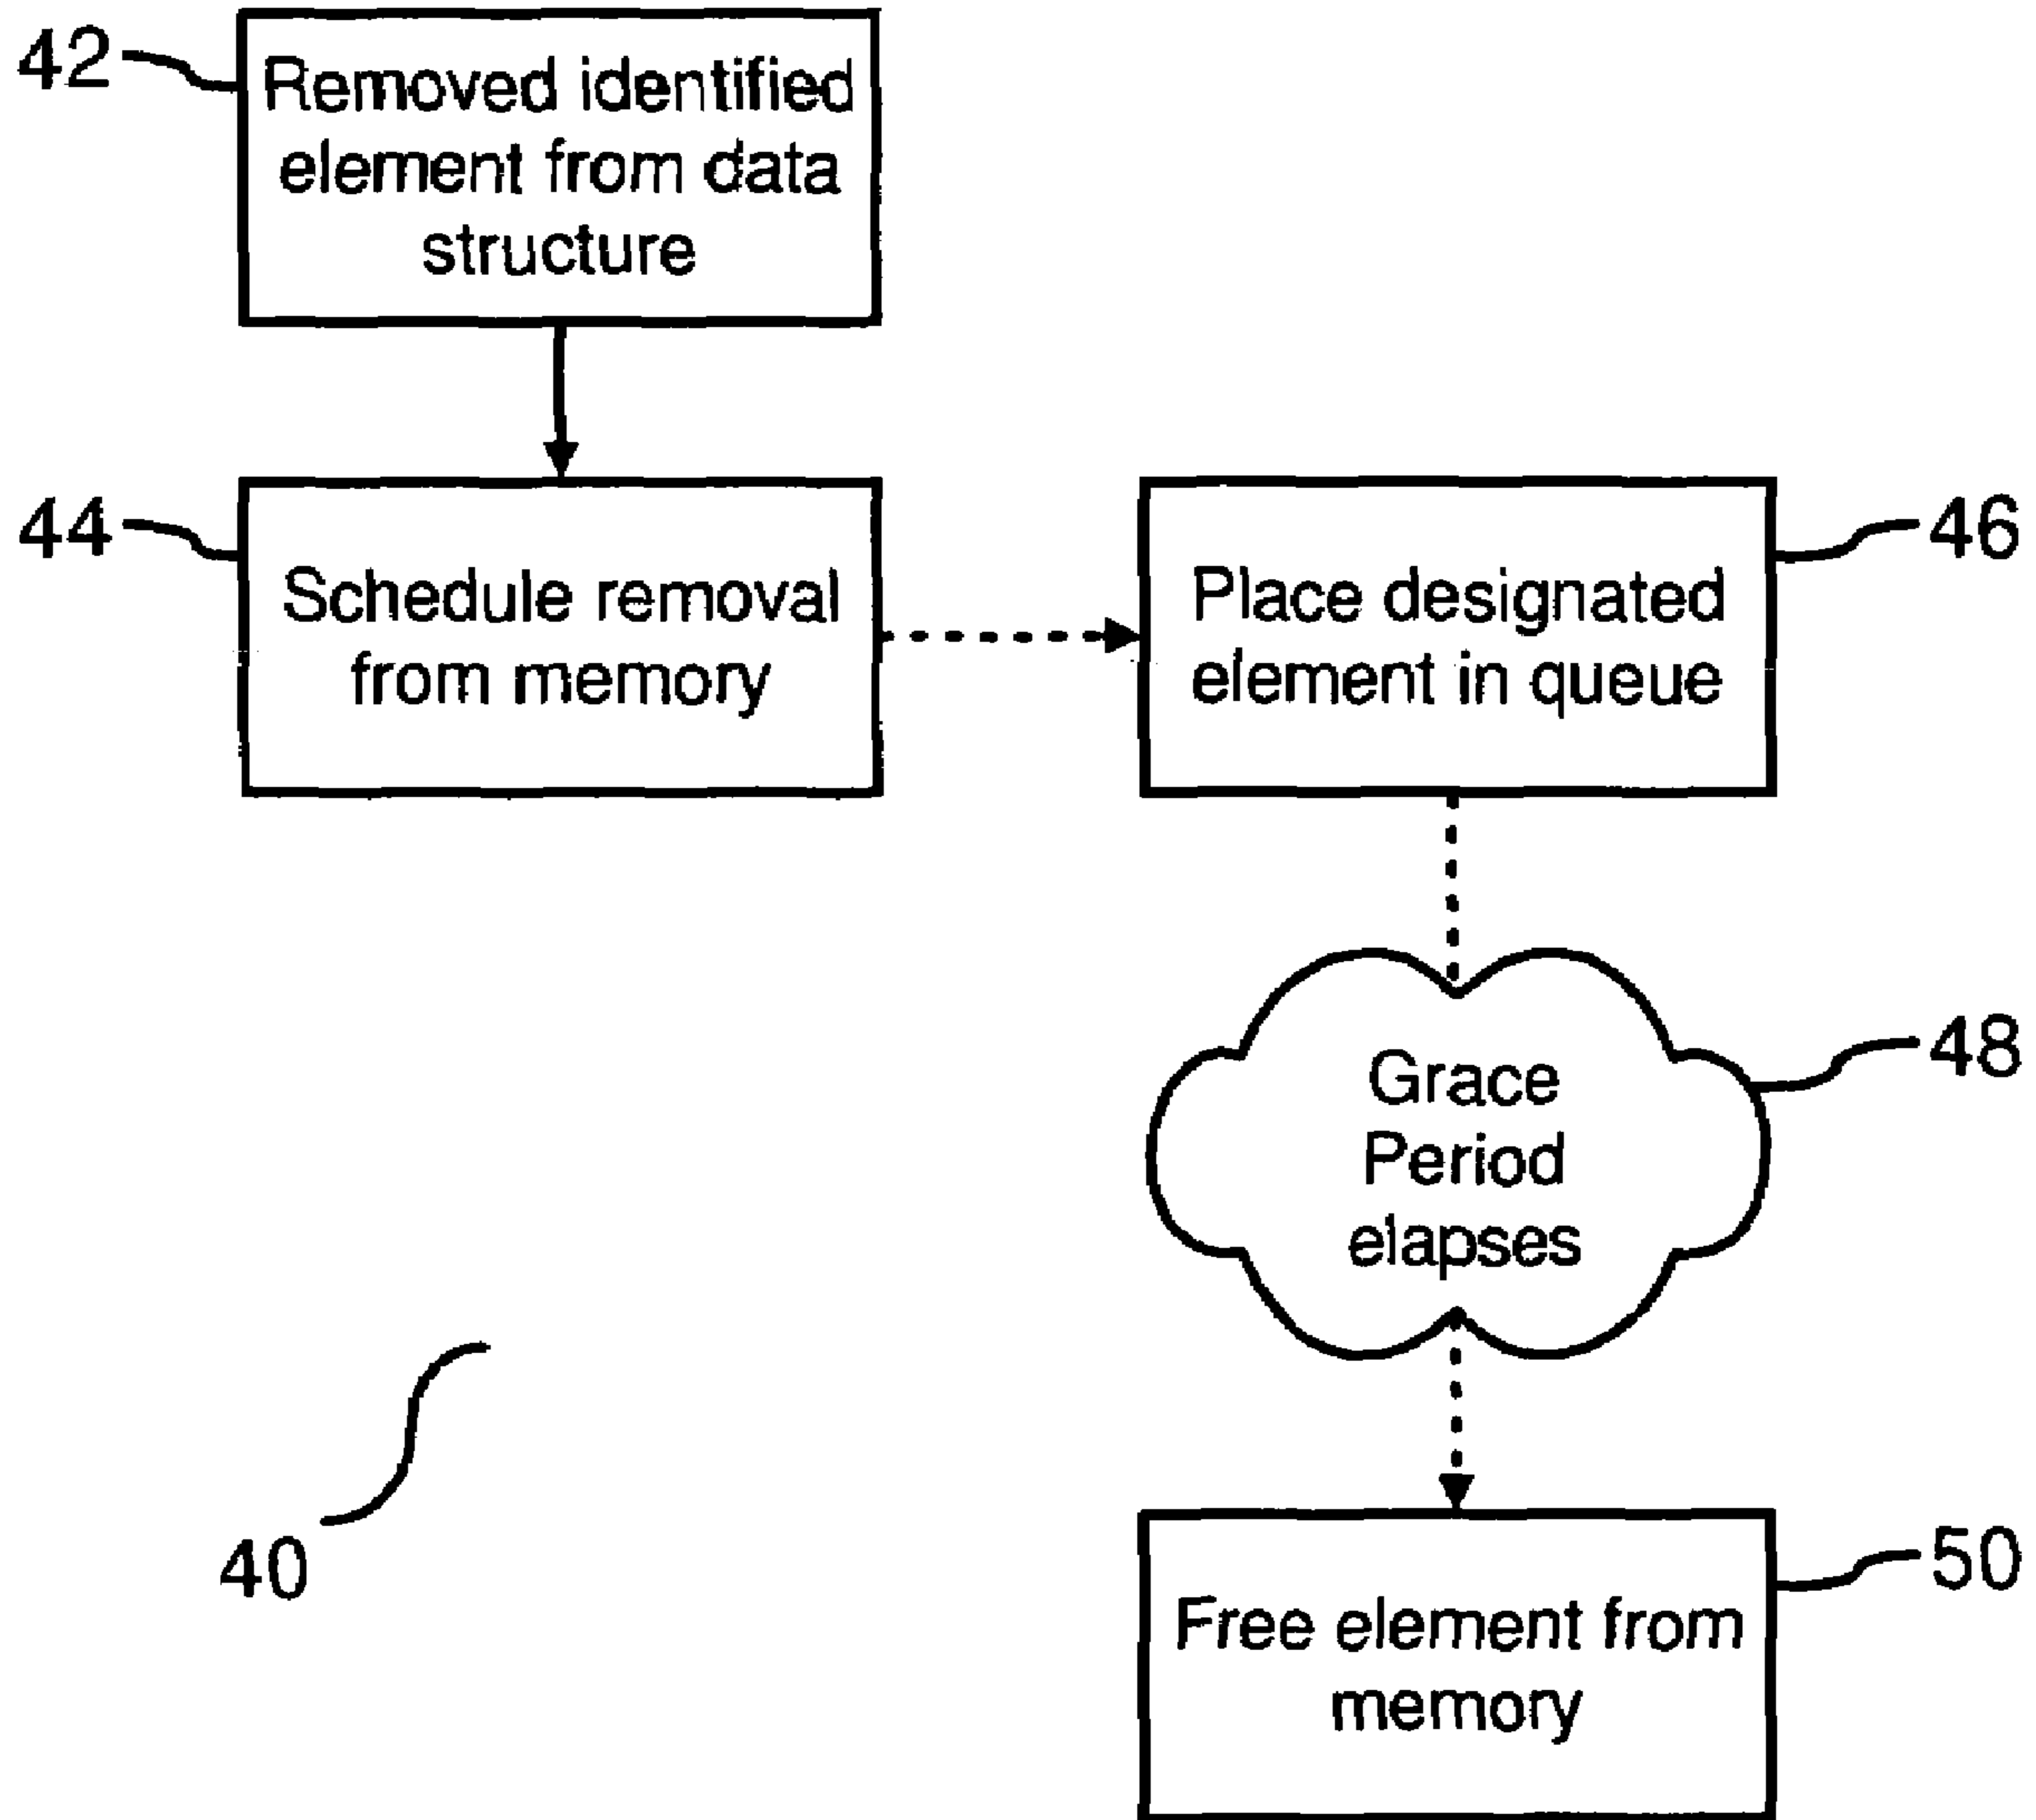 42
Removed identified
element from data
structure
44
Schedule removal
from memory
46
Place designated
element in queue
48
Grace
Period
elapses
40
50
Free element from
memory